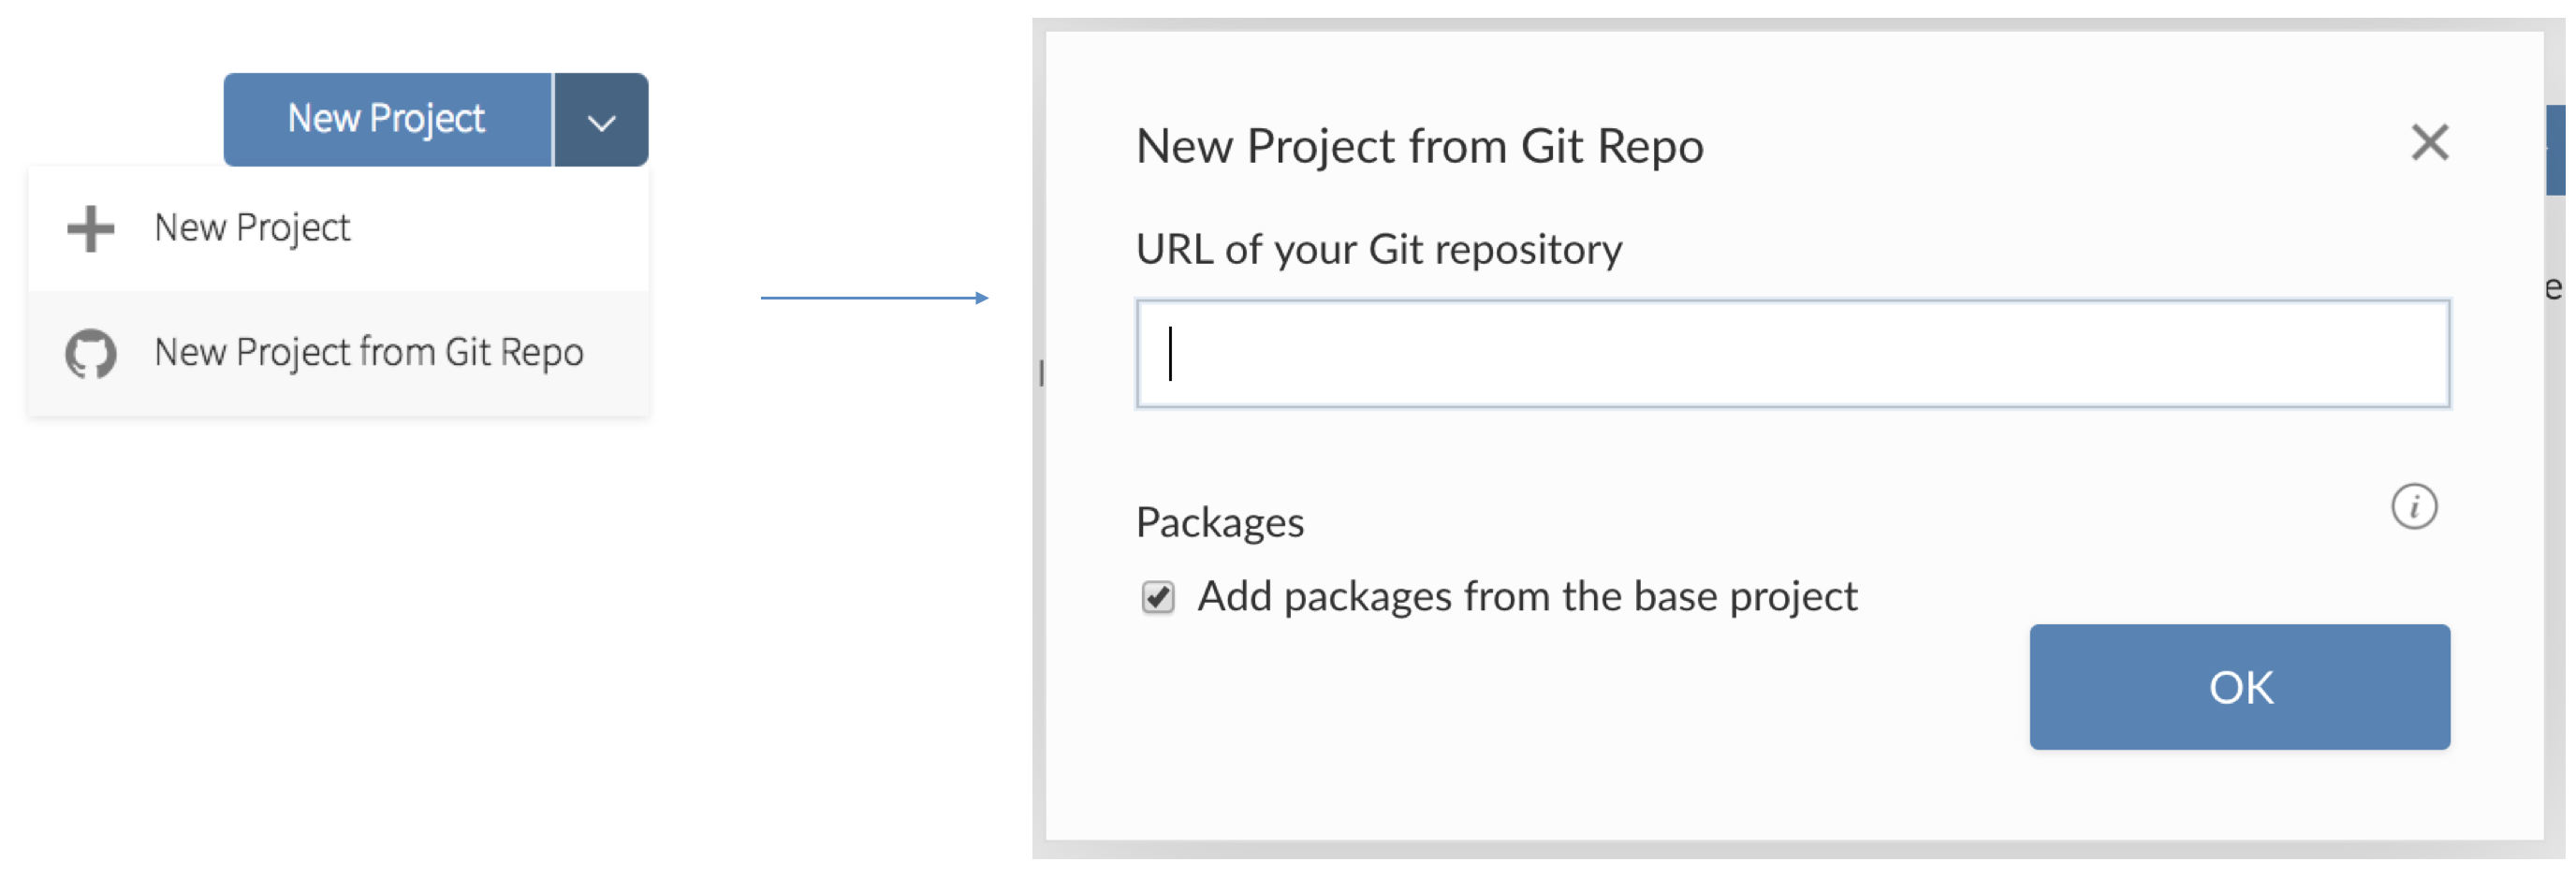 New Project
New Project
New Project from Git Repo
New Project from Git Repo
URL of your Git repository
Packages
i
Add packages from the base project
OK
e